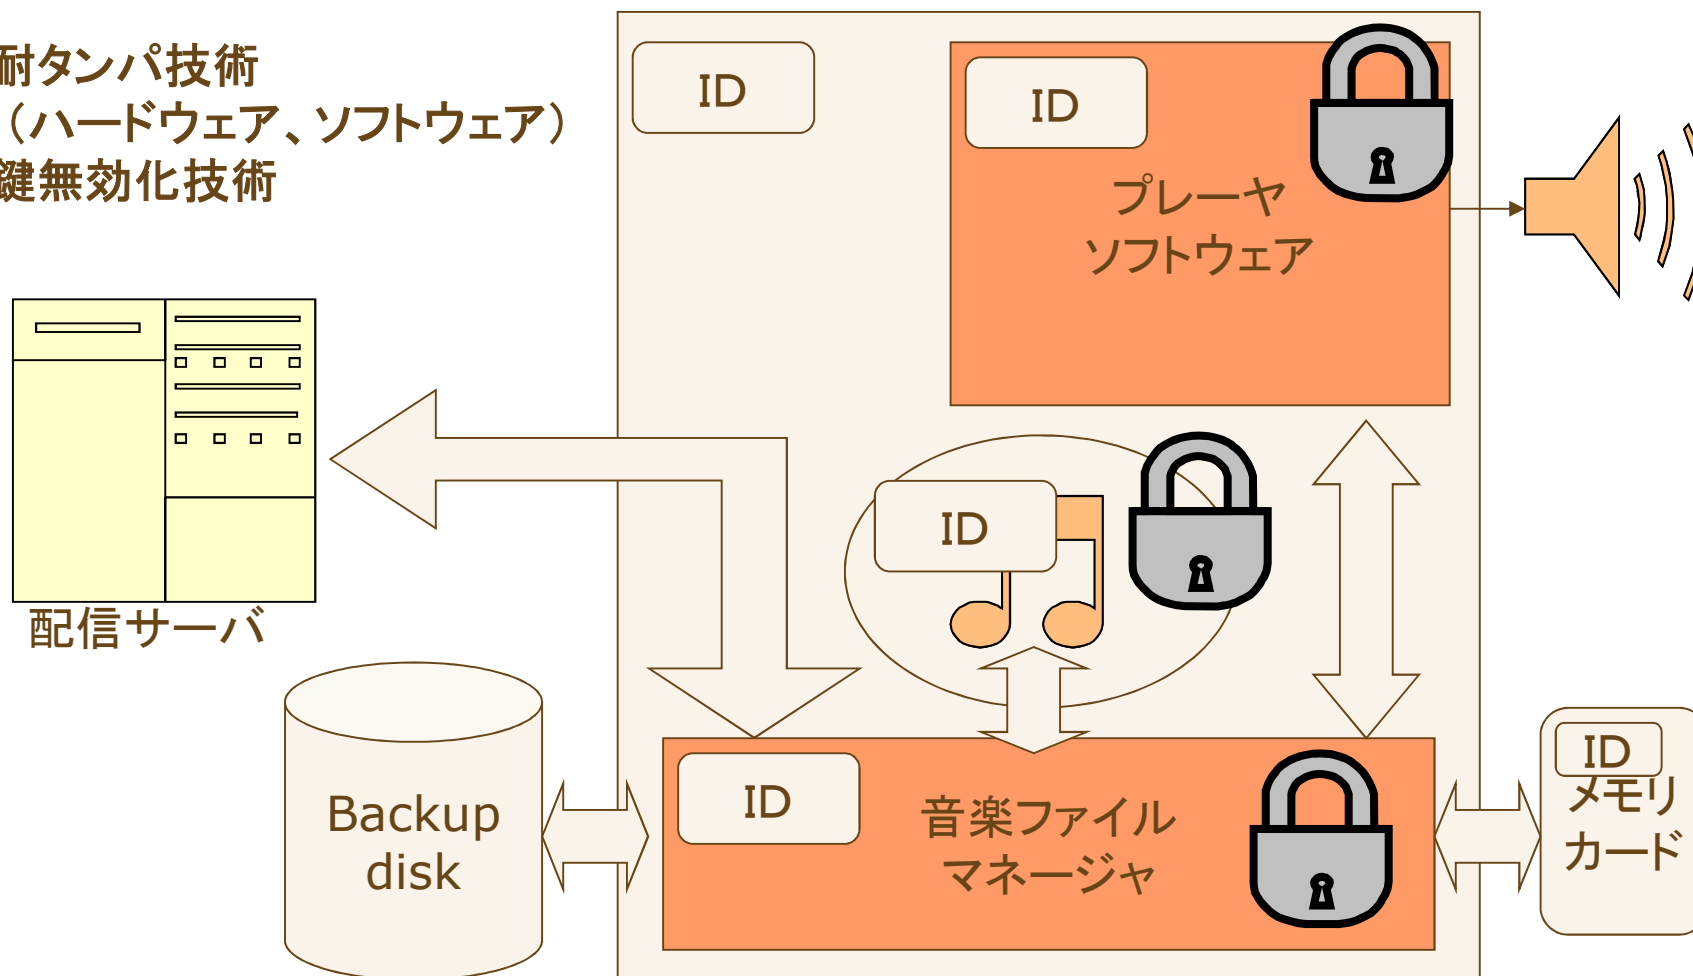 耐タンパ技術
（ハードウェア、ソフトウェア）
鍵無効化技術
ID
ID
プレーヤ
ソフトウェア
配信サーバ
ID
Backup
disk
ID
音楽ファイル
マネージャ
ID
メモリ
カード